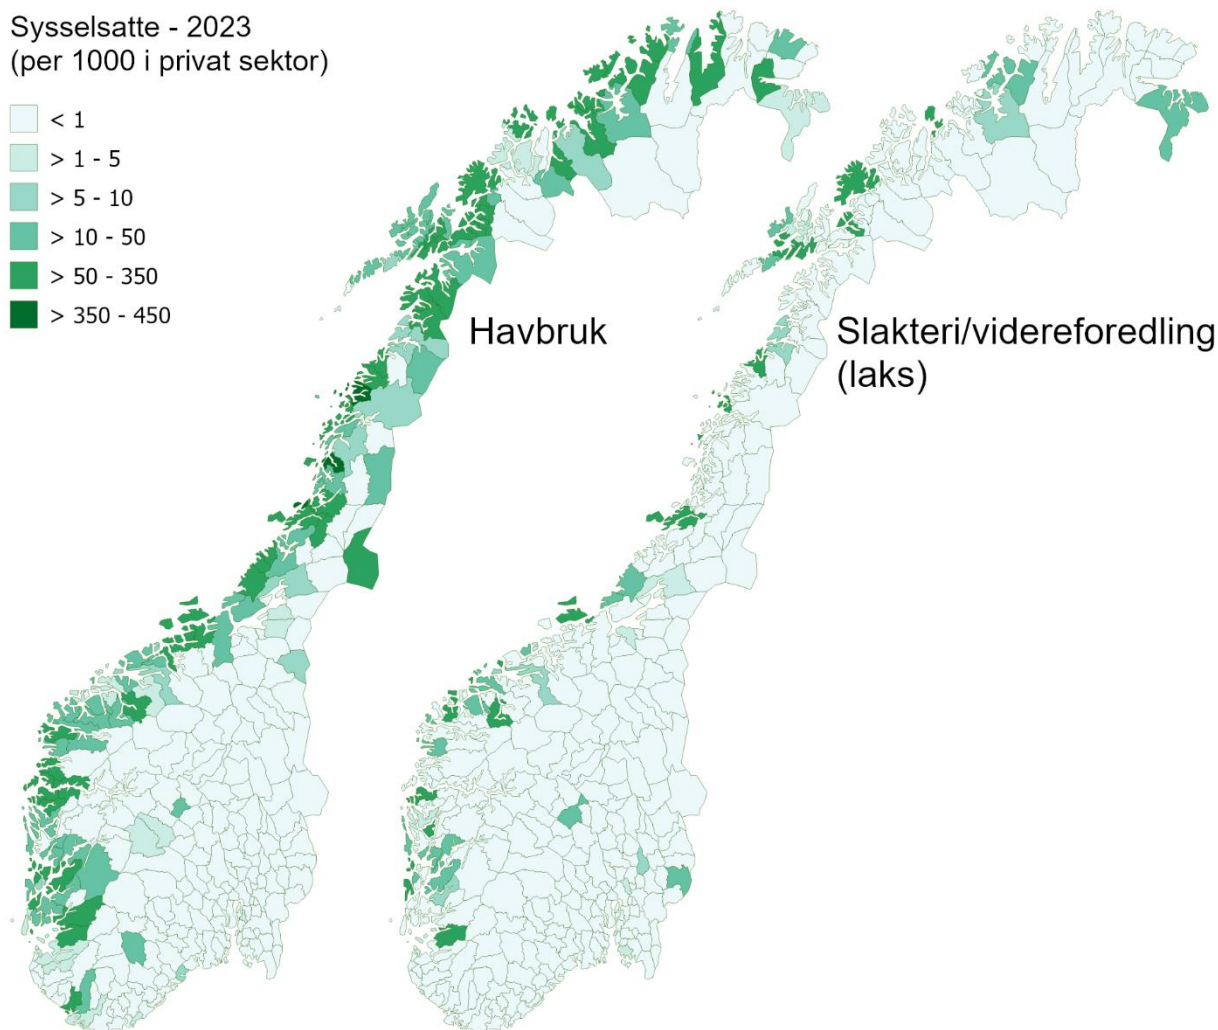 Sysselsatte - 2023
(per 1000 i privat sektor)
< 1
> 1 - 5
> 5 - 10
> 10 - 50
> 50 - 350
> 350 - 450
Havbruk
Slakteri/videreforedling
(laks)